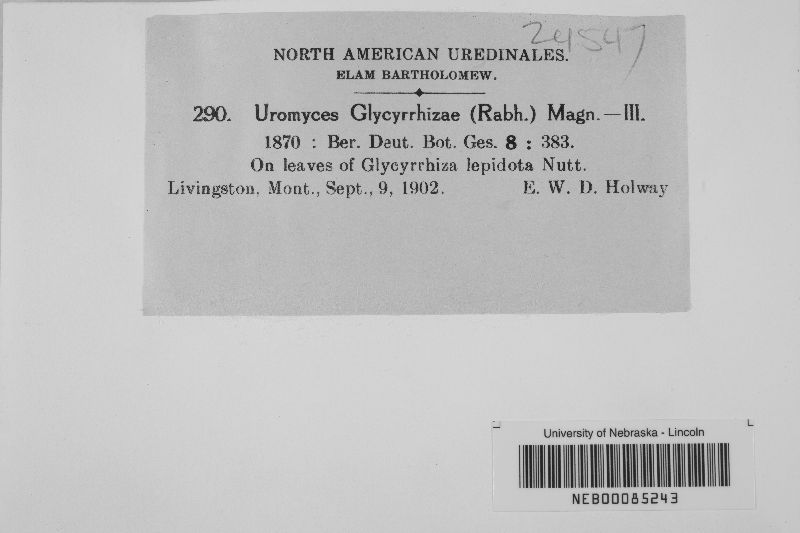 24547
NORTH AMERICAN UREDINALES.
ELAM BARTHOLOMEW.
290. Uromyces Glycyrrhizae (Rabh.) Magn.—III.
1870 : Ber. Deut. Bot. Ges. 8 : 383.
On leaves of Glycyrrhiza lepidota Nutt.
Livingston, Mont., Sept., 9, 1902. E. W. D. Holway
University of Nebraska - Lincoln
NEB00085243